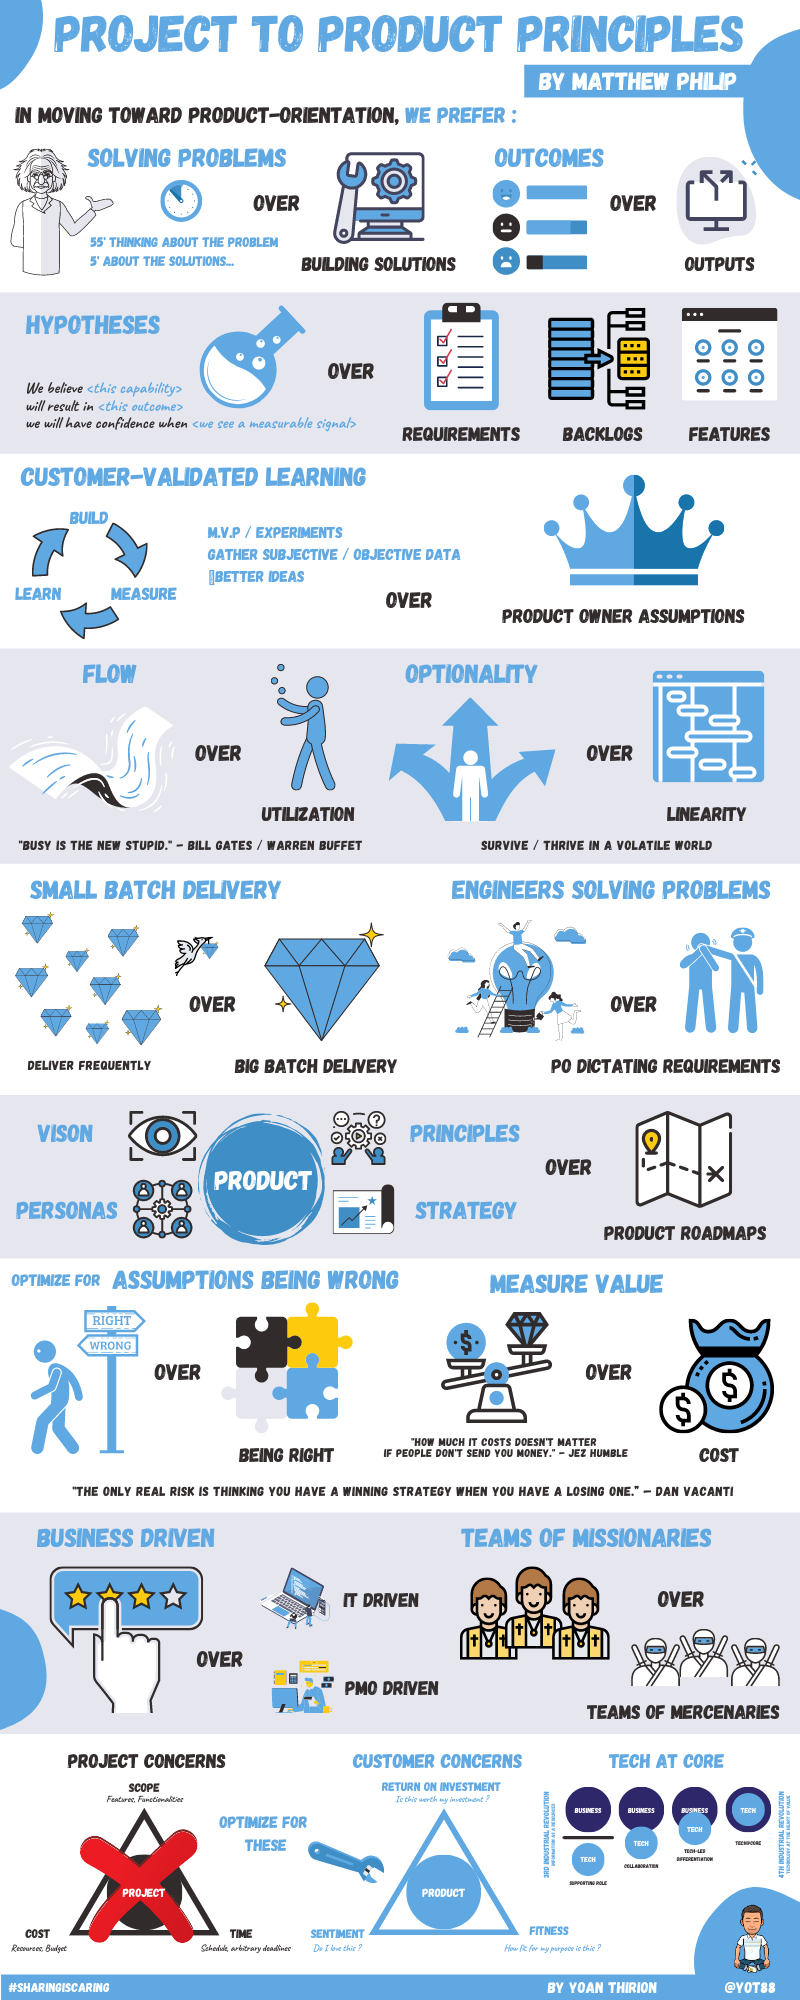 PROJECT TO PRODUCT PRINCIPLES
BY MATTHEW PHILIP
IN MOVING TOWARD PRODUCT-ORIENTATION, WE PREFER :
SOLVING PROBLEMS
55' THINKING ABOUT THE PROBLEM
5' ABOUT THE SOLUTIONS...
OVER
BUILDING SOLUTIONS
OUTCOMES
OVER
OUTPUTS
HYPOTHESES
We believe <this capability>
will result in <this outcome>
we will have confidence when <we see a measurable signal>
OVER
REQUIREMENTS
BACKLOGS
FEATURES
CUSTOMER-VALIDATED LEARNING
BUILD
MEASURE
LEARN
M.V.P / EXPERIMENTS
GATHER SUBJECTIVE / OBJECTIVE DATA
BETTER IDEAS
OVER
PRODUCT OWNER ASSUMPTIONS
FLOW
OVER
UTILIZATION
"BUSY IS THE NEW STUPID." - BILL GATES / WARREN BUFFET
OPTIONALITY
OVER
LINEARITY
SURVIVE / THRIVE IN A VOLATILE WORLD
SMALL BATCH DELIVERY
DELIVER FREQUENTLY
OVER
BIG BATCH DELIVERY
ENGINEERS SOLVING PROBLEMS
OVER
PO DICTATING REQUIREMENTS
VISON
PERSONAS
PRODUCT
PRINCIPLES
STRATEGY
OVER
PRODUCT ROADMAPS
OPTIMIZE FOR ASSUMPTIONS BEING WRONG
RIGHT
WRONG
OVER
BEING RIGHT
MEASURE VALUE
OVER
"HOW MUCH IT COSTS DOESN'T MATTER
IF PEOPLE DON'T SEND YOU MONEY." - JEZ HUMBLE
COST
"THE ONLY REAL RISK IS THINKING YOU HAVE A WINNING STRATEGY WHEN YOU HAVE A LOSING ONE." - DAN VACANTI
BUSINESS DRIVEN
OVER
IT DRIVEN
PMO DRIVEN
TEAMS OF MISSIONARIES
OVER
TEAMS OF MERCENARIES
PROJECT CONCERNS
SCOPE
Features, Functionalities
PROJECT
COST
Resources, Budget
TIME
Schedule, arbitrary deadlines
OPTIMIZE FOR
THESE
CUSTOMER CONCERNS
RETURN ON INVESTMENT
Is this worth my investment ?
PRODUCT
SENTIMENT
Do I love this ?
FITNESS
How fit for my purpose is this ?
TECH AT CORE
3RD INDUSTRIAL REVOLUTION
INFORMATION AS A RESOURCES
BUSINESS
TECH
SUPPORTING ROLE
BUSINESS
TECH
COLLABORATION
BUSINESS
TECH
TECH-LED
DIFFERENTIATION
TECH
TECH@CORE
4TH INDUSTRIAL REVOLUTION
TECHNOLOGY AT THE HEART OF VALUE
#SHARINGISCARING
BY YOAN THIRION
@YOT88